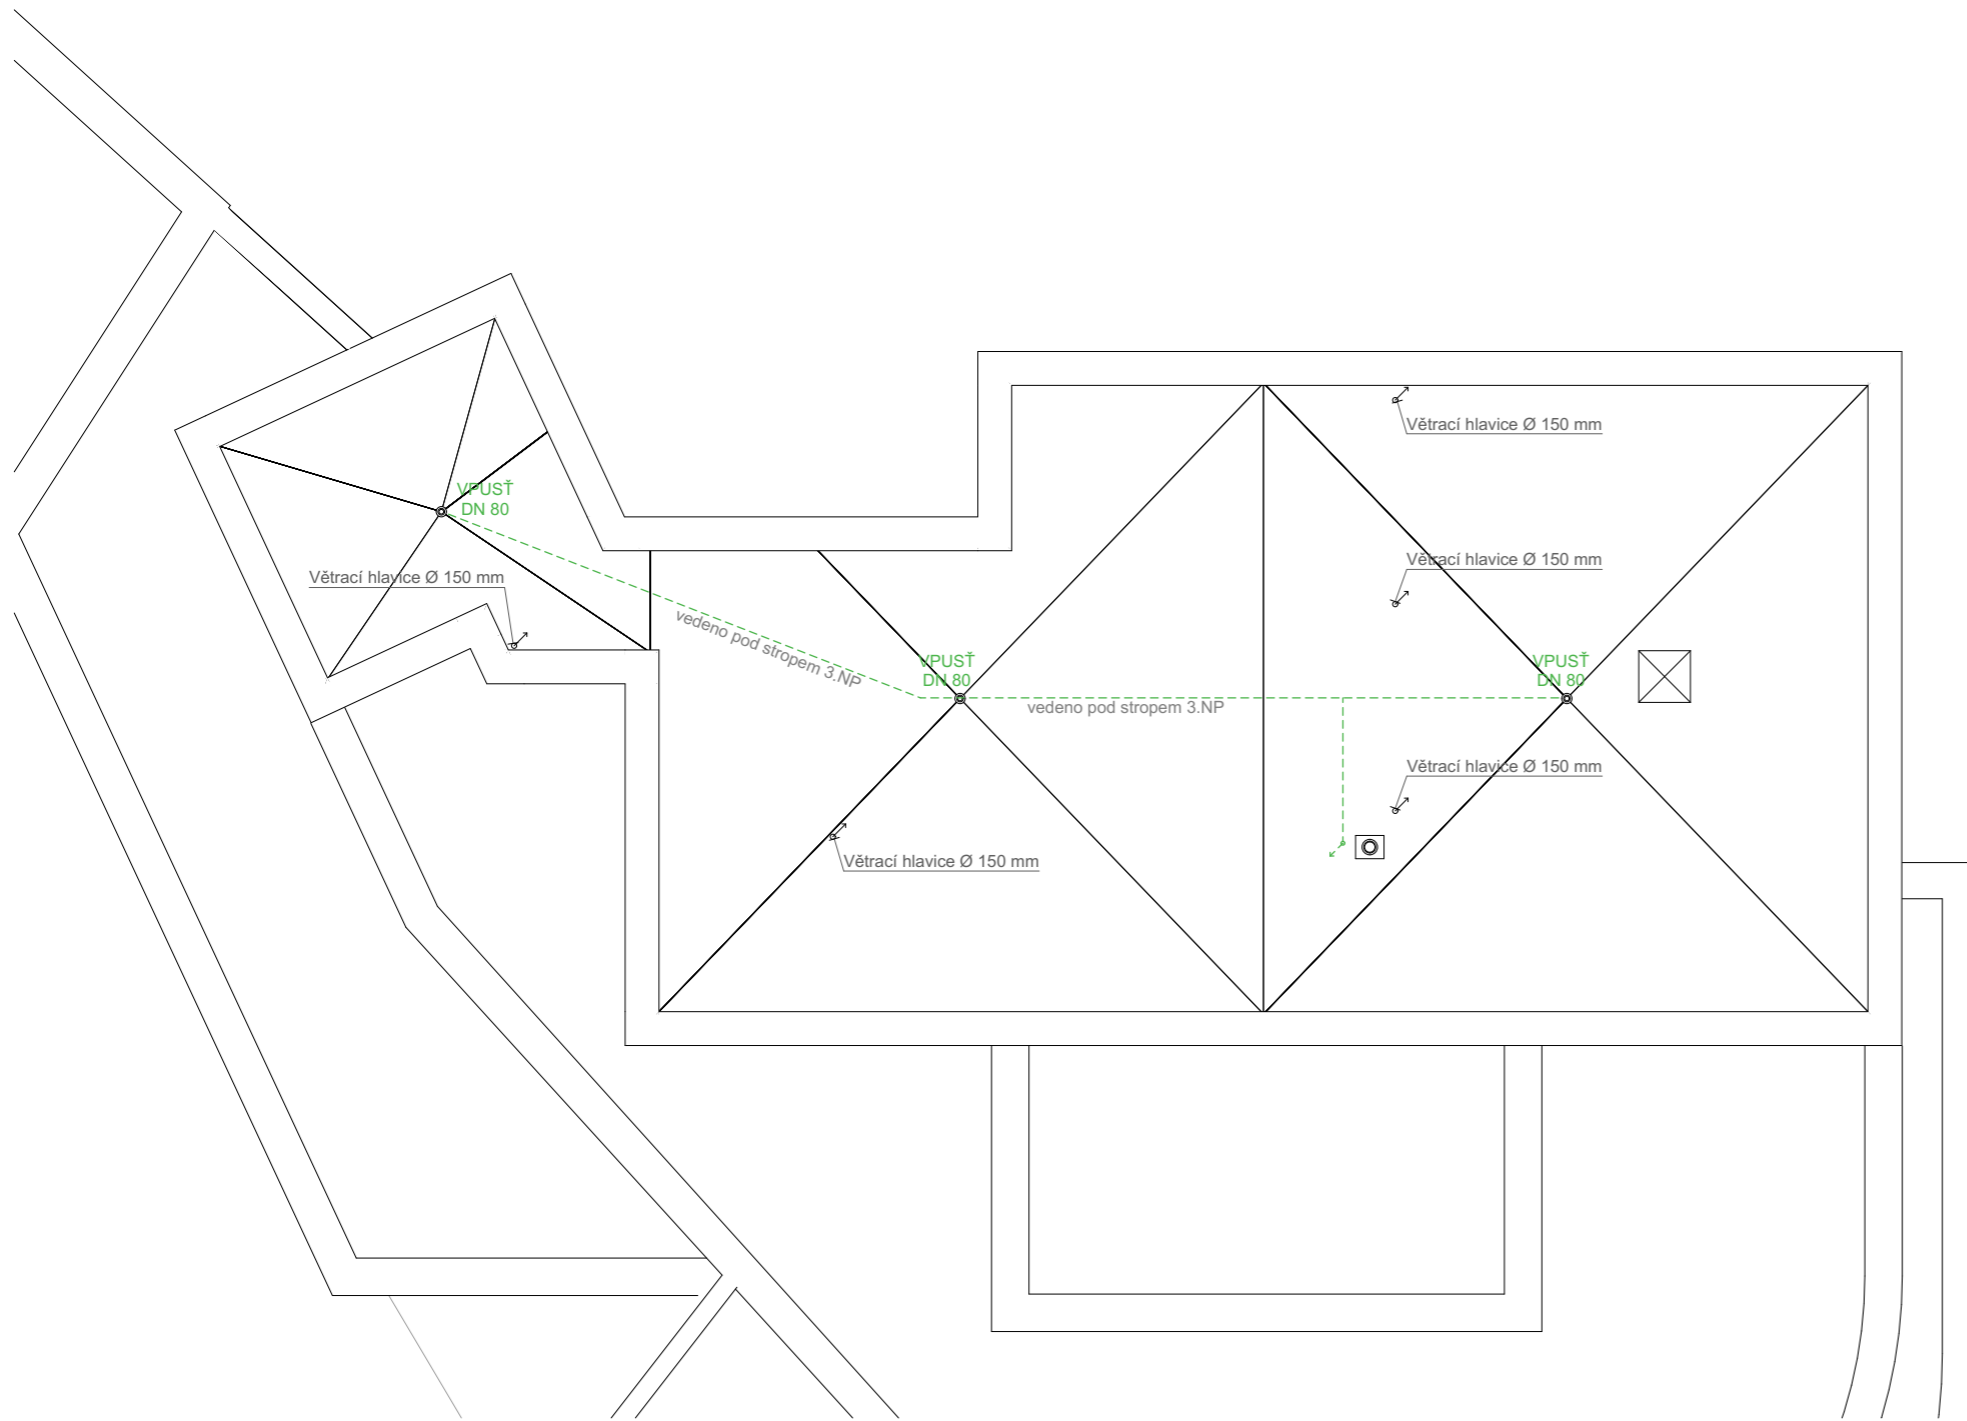 Větrací hlavice Ø 150 mm
VPUSŤ
DN 80
Větrací hlavice Ø 150 mm
Větrací hlavice Ø 150 mm
vedeno pod stropem 3.NP
VPUSŤ
DN 80
VPUSŤ
DN 80
vedeno pod stropem 3.NP
Větrací hlavice Ø 150 mm
Větrací hlavice Ø 150 mm